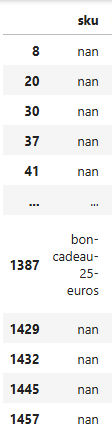 sku
8 nan
20 nan
30 nan
37 nan
41 nan
... ...
1387 bon-
cadeau-
25-
euros
1429 nan
1432 nan
1445 nan
1457 nan